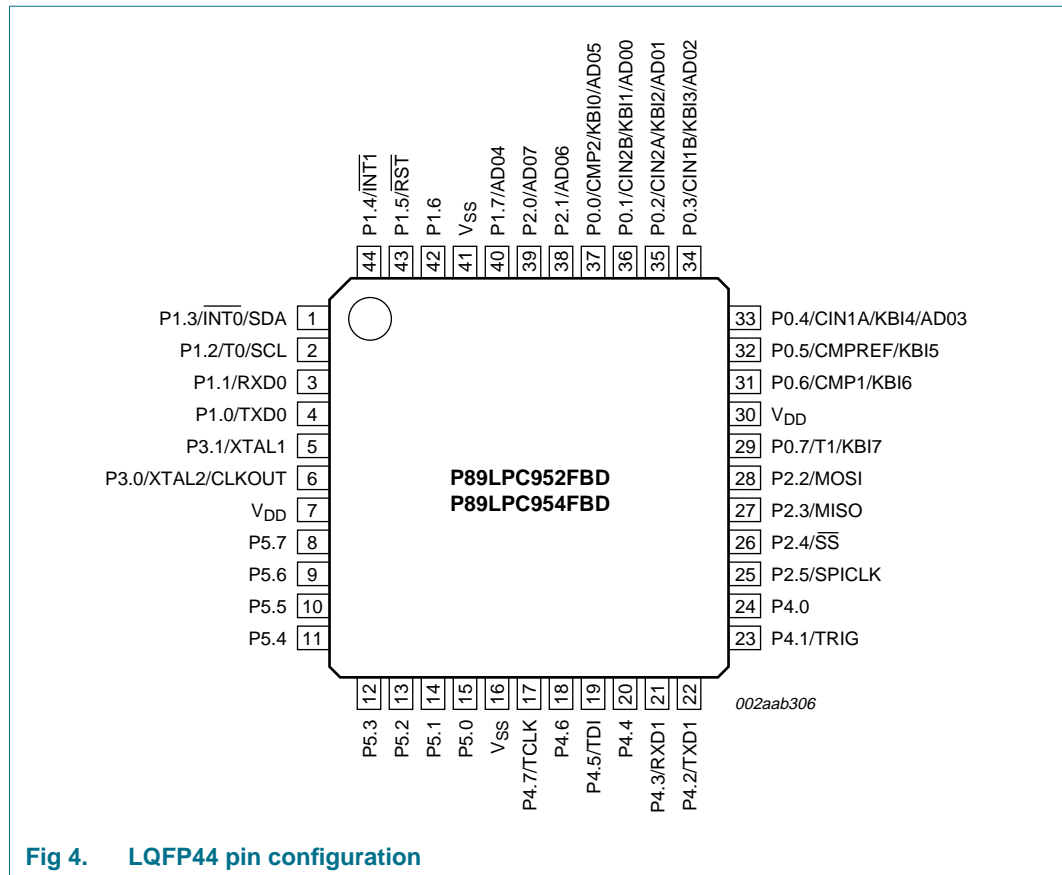 P1.4/INT1
P1.5/RST
P1.6
VSS
P1.7/AD04
P2.0/AD07
P2.1/AD06
P0.0/CMP2/KBI0/AD05
P0.1/CIN2B/KBI1/AD00
P0.2/CIN2A/KBI2/AD01
P0.3/CIN1B/KBI3/AD02
44 43 42 41 40 39 38 37 36 35 34
P1.3/INT0/SDA 1
P1.2/T0/SCL 2
P1.1/RXD0 3
P1.0/TXD0 4
P3.1/XTAL1 5
P3.0/XTAL2/CLKOUT 6
VDD 7
P5.7 8
P5.6 9
P5.5 10
P5.4 11
P89LPC952FBD
P89LPC954FBD
33 P0.4/CIN1A/KBI4/AD03
32 P0.5/CMPREF/KBI5
31 P0.6/CMP1/KBI6
30 VDD
29 P0.7/T1/KBI7
28 P2.2/MOSI
27 P2.3/MISO
26 P2.4/SS
25 P2.5/SPICLK
24 P4.0
23 P4.1/TRIG
12 13 14 15 16 17 18 19 20 21 22
P5.3
P5.2
P5.1
P5.0
VSS
P4.7/TCLK
P4.6
P4.5/TDI
P4.4
P4.3/RXD1
P4.2/TXD1
002aab306
Fig 4. LQFP44 pin configuration